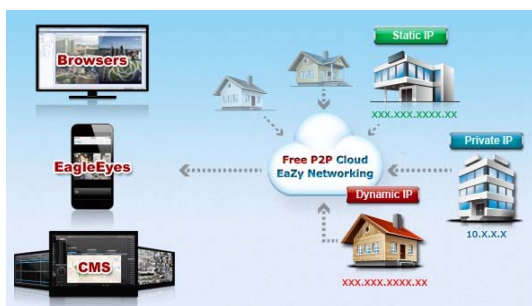 Browsers
Static IP
xxx.xxx.xxxx.xx
EagleEyes
Free P2P Cloud
EaZy Networking
Private IP
10.X.X.X
Dynamic IP
CMS
xxx.xxx.xxxx.xx